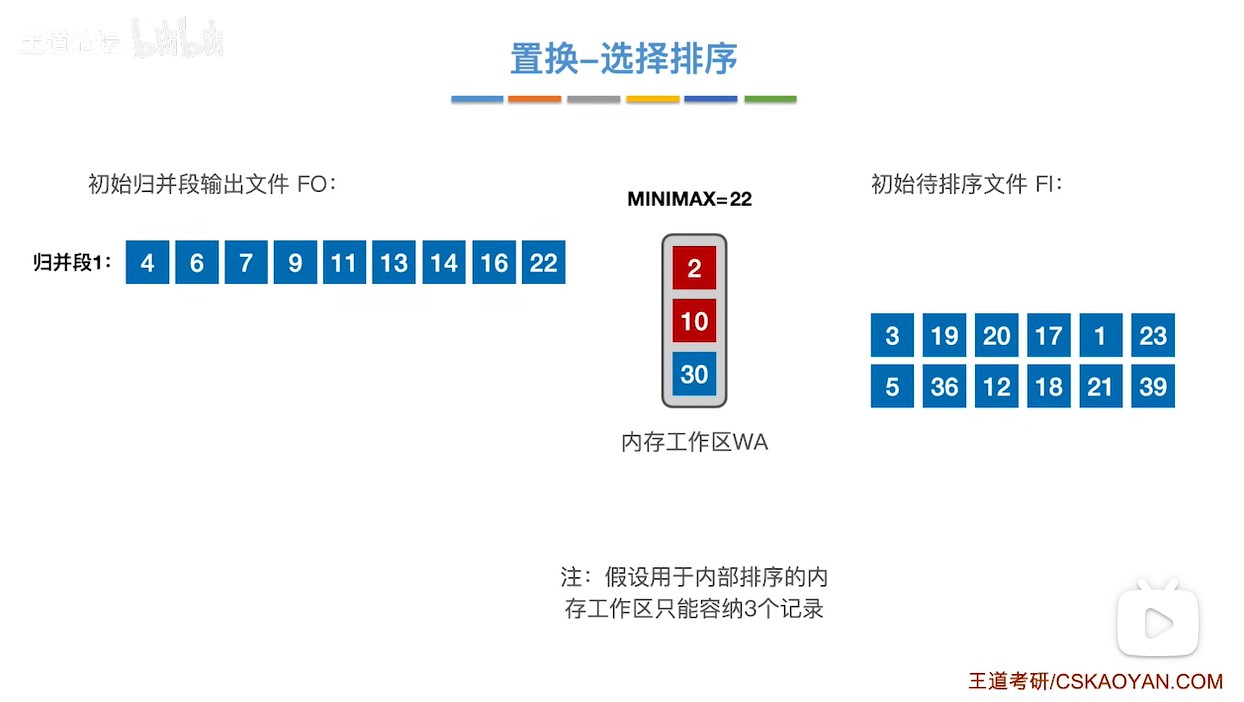 王道论坛 bilibili
置换-选择排序
初始归并段输出文件 FO：
MINIMAX=22
初始待排序文件 FI：
归并段1： 4 6 7 9 11 13 14 16 22
2
10
30
3 19 20 17 1 23
5 36 12 18 21 39
内存工作区WA
注：假设用于内部排序的内
存工作区只能容纳3个记录
王道考研/CSKAOYAN.COM